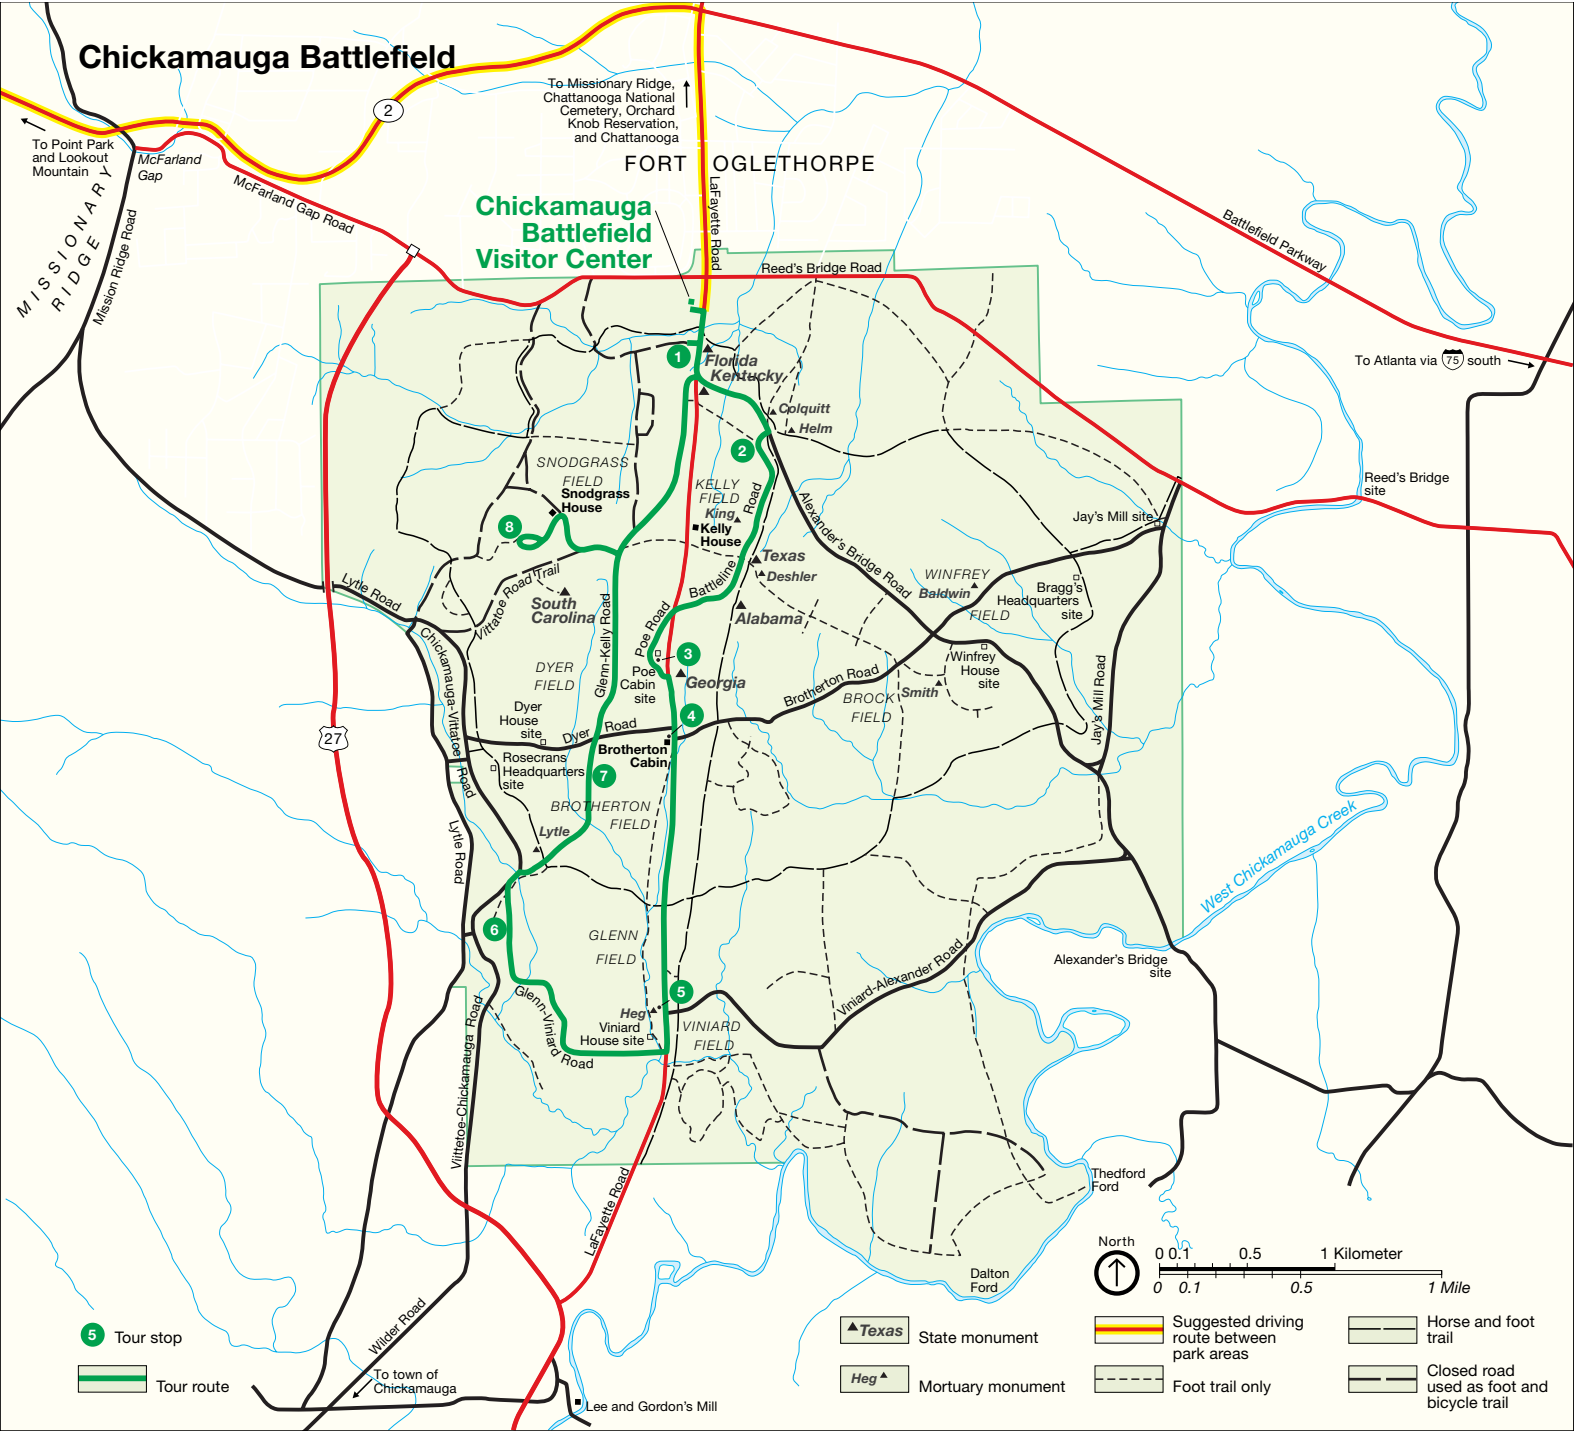 Chickamauga Battlefield
2
To Missionary Ridge,
Chattanooga National
Cemetery, Orchard
Knob Reservation,
and Chattanooga
To Point Park
and Lookout
Mountain
McFarland
Gap
FORT OGLETHORPE
McFarland Gap Road
MISSIONARY
RIDGE
Mission Ridge Road
LaFayette Road
Chickamauga
Battlefield
Visitor Center
Battlefield Parkway
Reed's Bridge Road
To Atlanta via 75 south
1
Florida
Kentucky
Colquitt
Helm
2
SNODGRASS
FIELD
Snodgrass
House
KELLY
FIELD
King
Kelly
House
Battleline Road
Alexander's Bridge Road
Reed's Bridge
site
Jay's Mill site
8
Texas
Deshler
WINFREY
FIELD
Baldwin
Bragg's
Headquarters
site
Lytle Road
Vittatoe Road Trail
South
Carolina
Glenn-Kelly Road
Poe Road
Alabama
Chickamauga-Vittatoe Road
3
Poe
Cabin
site
Georgia
DYER
FIELD
Winfrey
House
site
Smith
Brotherton Road
BROCK
FIELD
Jay's Mill Road
Dyer
House
site
Dyer Road
4
Brotherton
Cabin
27
Rosecrans
Headquarters
site
7
BROTHERTON
FIELD
Lytle
Lytle Road
West Chickamauga Creek
6
GLENN
FIELD
Viniard-Alexander Road
Alexander's Bridge
site
5
Glenn-Viniard Road
Heg
Viniard
House site
VINIARD
FIELD
Viittetoe-Chickamauga Road
Thedford
Ford
LaFayette Road
Dalton
Ford
North
0 0.1 0.5 1 Kilometer
0 0.1 0.5 1 Mile
Wilder Road
To town of
Chickamauga
Lee and Gordon's Mill
5 Tour stop
Tour route
Texas State monument
Heg Mortuary monument
Suggested driving
route between
park areas
Foot trail only
Horse and foot
trail
Closed road
used as foot and
bicycle trail